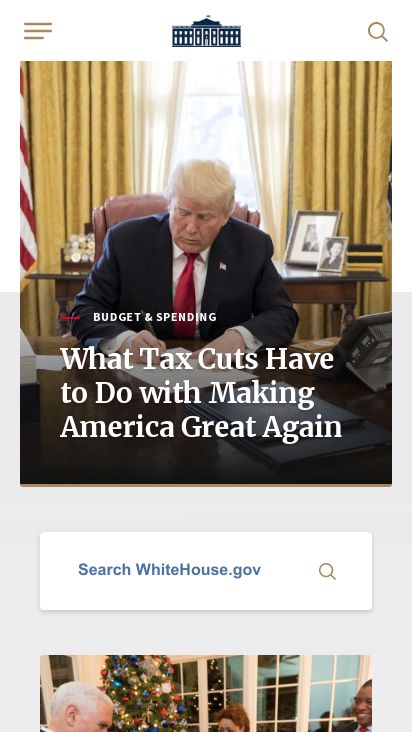 BUDGET & SPENDING
What Tax Cuts Have
to Do with Making
America Great Again
Search WhiteHouse.gov